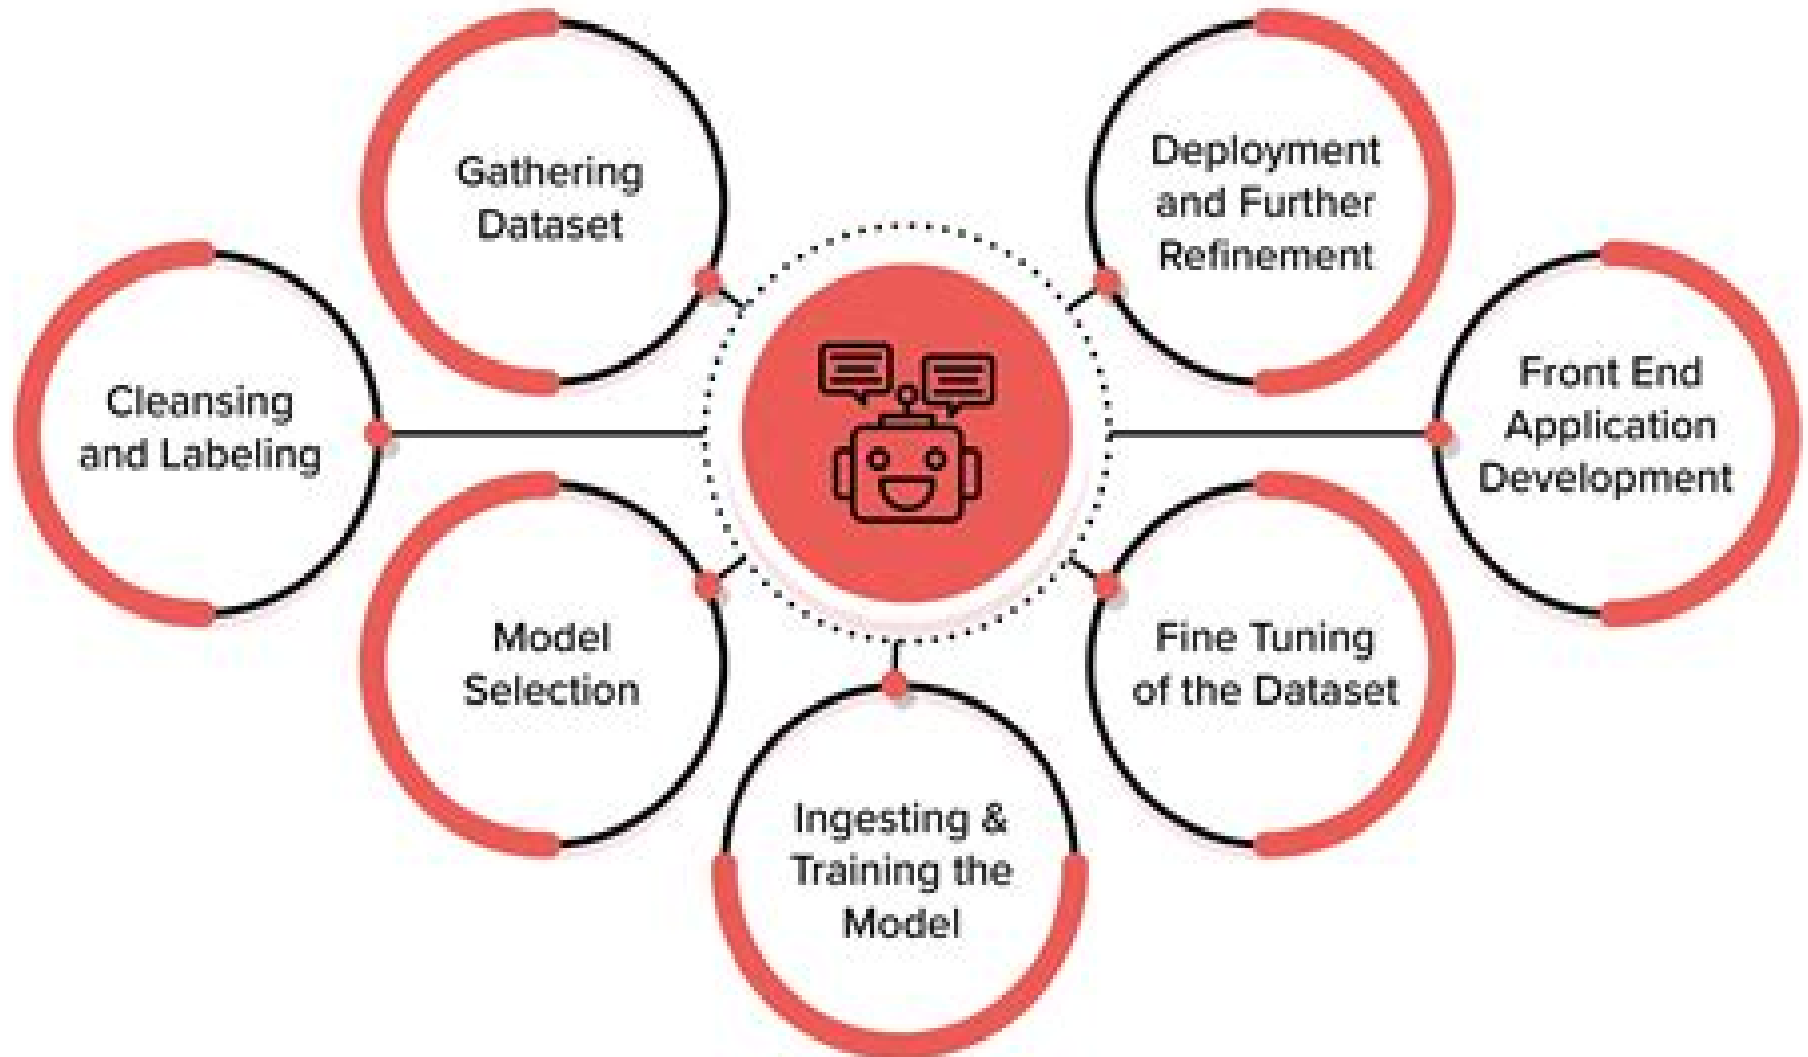 Gathering
Dataset
Cleansing
and Labeling
Model
Selection
Ingesting &
Training the
Model
Fine Tuning
of the Dataset
Front End
Application
Development
Deployment
and Further
Refinement